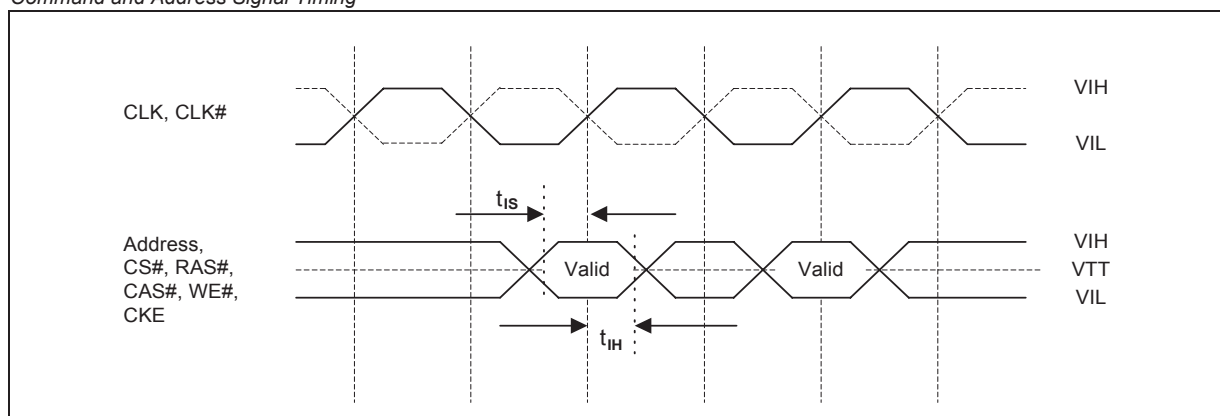 Command and Address Signal Timing
CLK, CLK#
VIH
VIL
tIS
Address,
CS#, RAS#,
CAS#, WE#,
CKE
Valid
Valid
VIH
VTT
VIL
tIH